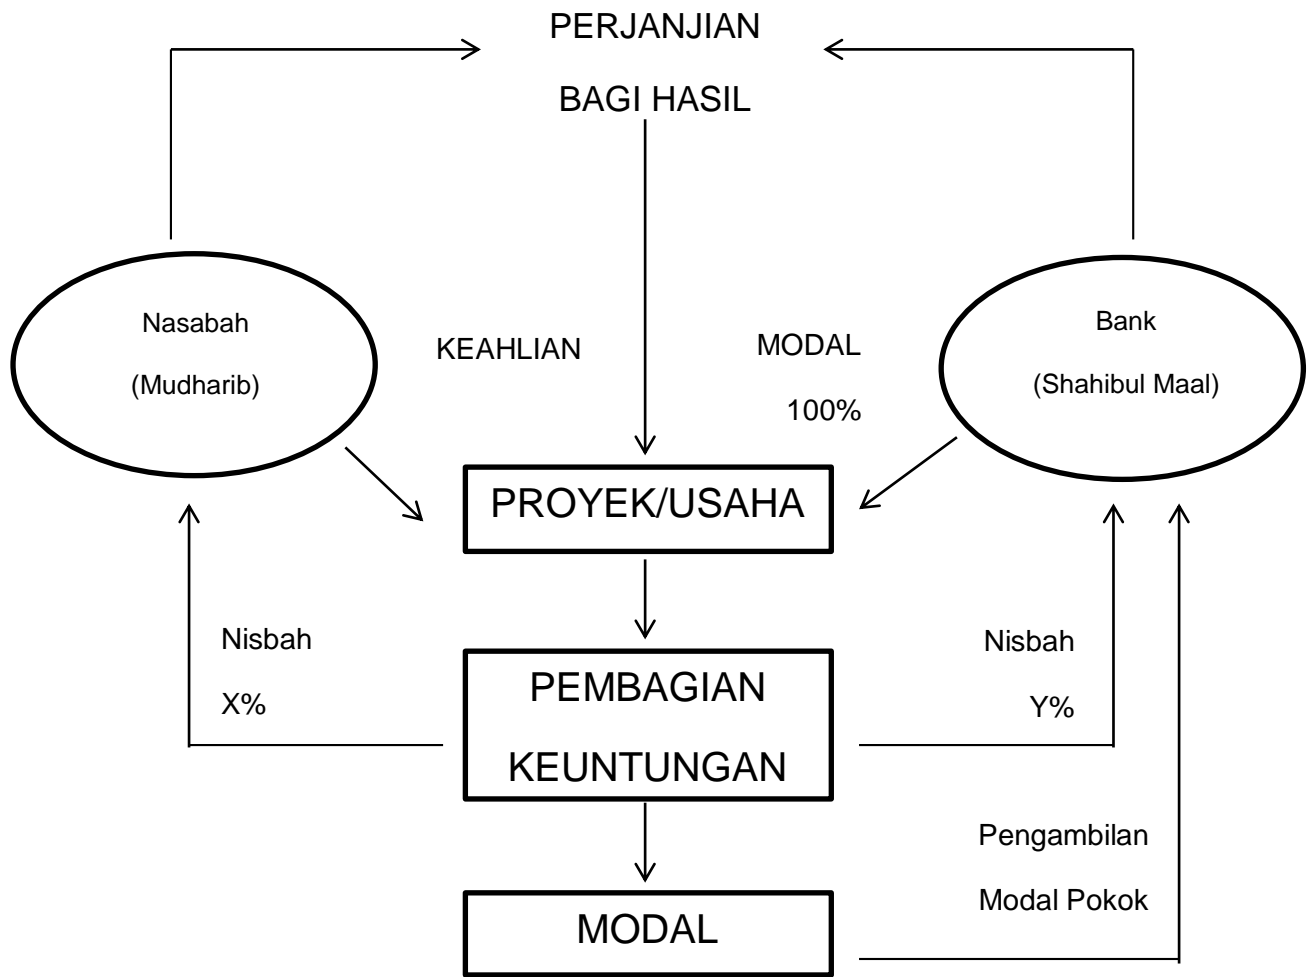 PERJANJIAN
BAGI HASIL
Nasabah
(Mudharib)
KEAHLIAN
MODAL
100%
Bank
(Shahibul Maal)
PROYEK/USAHA
Nisbah
X%
PEMBAGIAN
KEUNTUNGAN
Nisbah
Y%
Pengambilan
Modal Pokok
MODAL